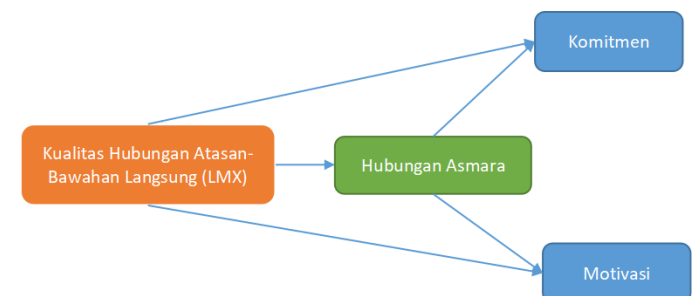 Komitmen
Kualitas Hubungan Atasan-
Bawahan Langsung (LMX)
Hubungan Asmara
Motivasi